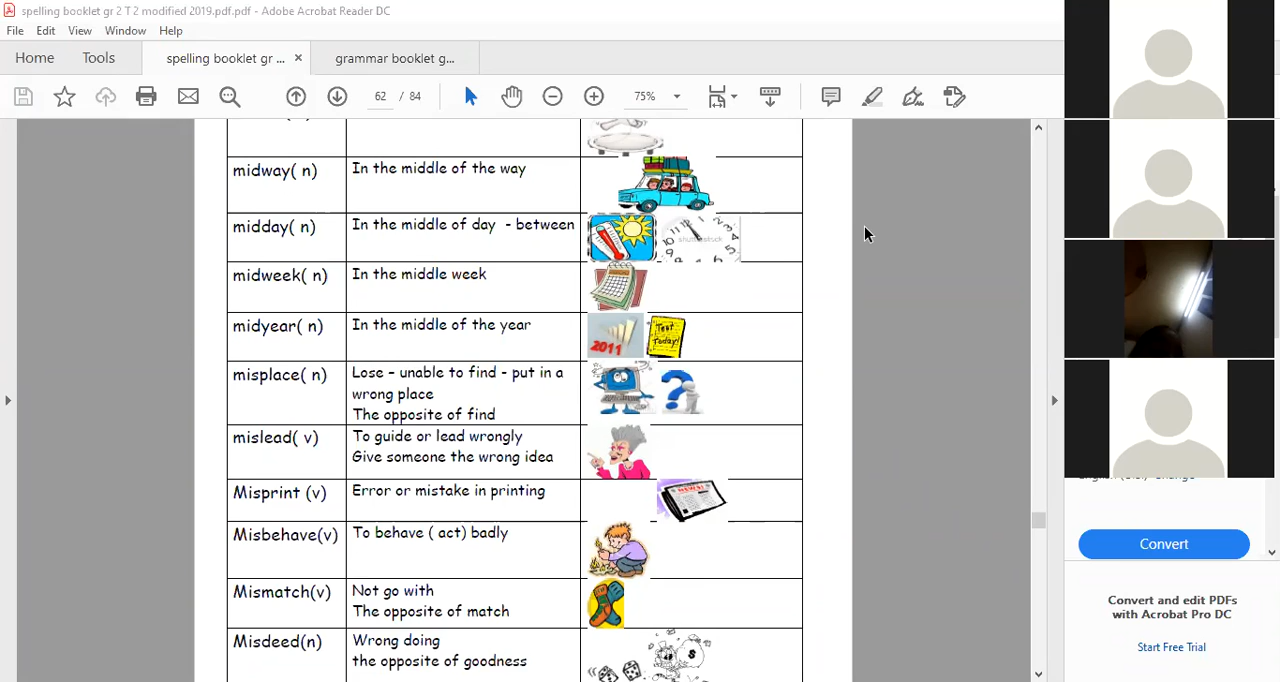 spelling booklet gr 2 T 2 modified 2019.pdf.pdf - Adobe Acrobat Reader DC
File Edit View Window Help
Home Tools spelling booklet gr ... × grammar booklet g...
62 / 84 75%
midway( n) In the middle of the way
midday( n) In the middle of day - between
midweek( n) In the middle week
midyear( n) In the middle of the year
2011 Test Today!
misplace( n) Lose - unable to find - put in a
wrong place
The opposite of find
mislead( v) To guide or lead wrongly
Give someone the wrong idea
Misprint (v) Error or mistake in printing
Misbehave(v) To behave ( act) badly
Mismatch(v) Not go with
The opposite of match
Misdeed(n) Wrong doing
the opposite of goodness
$
Convert
Convert and edit PDFs
with Acrobat Pro DC
Start Free Trial